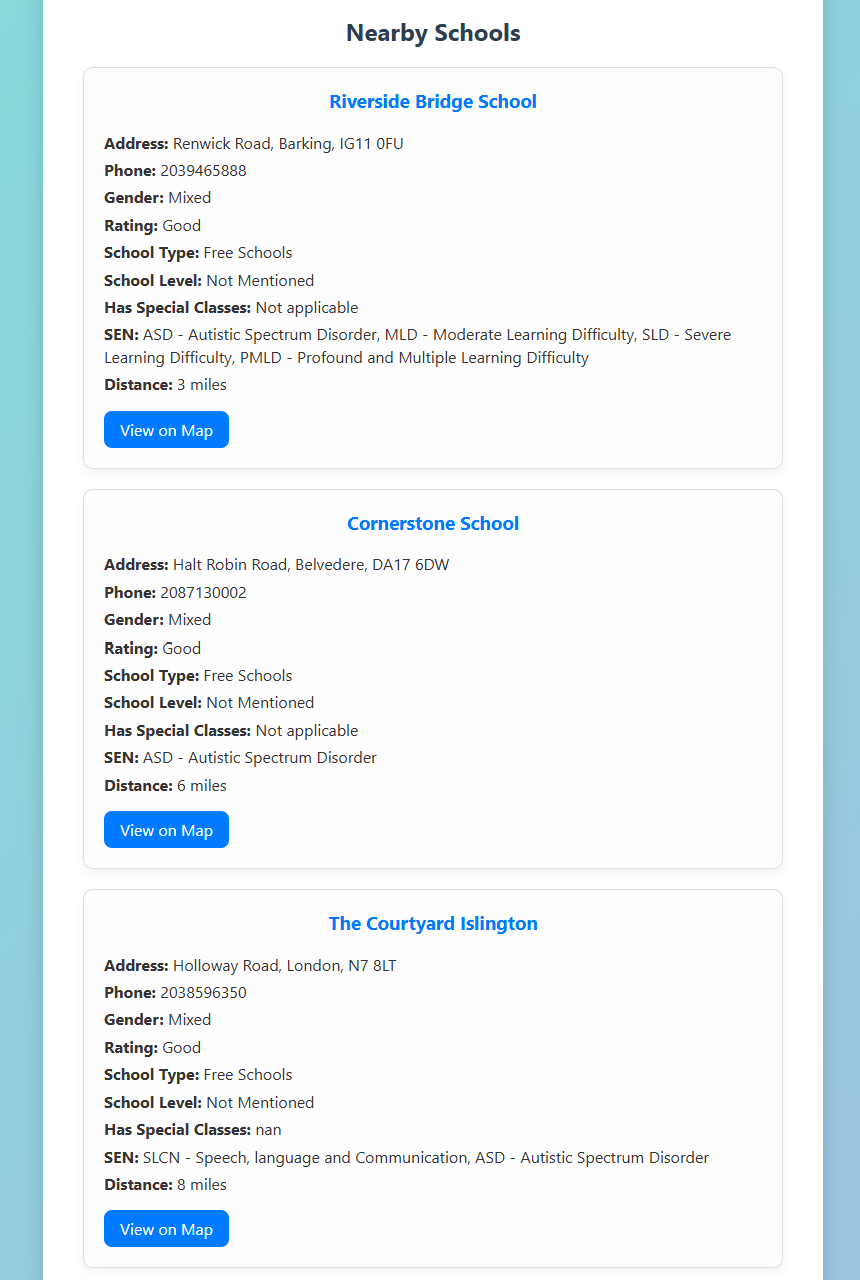 Nearby Schools
Riverside Bridge School
Address: Renwick Road, Barking, IG11 0FU
Phone: 2039465888
Gender: Mixed
Rating: Good
School Type: Free Schools
School Level: Not Mentioned
Has Special Classes: Not applicable
SEN: ASD - Autistic Spectrum Disorder, MLD - Moderate Learning Difficulty, SLD - Severe
Learning Difficulty, PMLD - Profound and Multiple Learning Difficulty
Distance: 3 miles
View on Map
Cornerstone School
Address: Halt Robin Road, Belvedere, DA17 6DW
Phone: 2087130002
Gender: Mixed
Rating: Good
School Type: Free Schools
School Level: Not Mentioned
Has Special Classes: Not applicable
SEN: ASD - Autistic Spectrum Disorder
Distance: 6 miles
View on Map
The Courtyard Islington
Address: Holloway Road, London, N7 8LT
Phone: 2038596350
Gender: Mixed
Rating: Good
School Type: Free Schools
School Level: Not Mentioned
Has Special Classes: nan
SEN: SLCN - Speech, language and Communication, ASD - Autistic Spectrum Disorder
Distance: 8 miles
View on Map